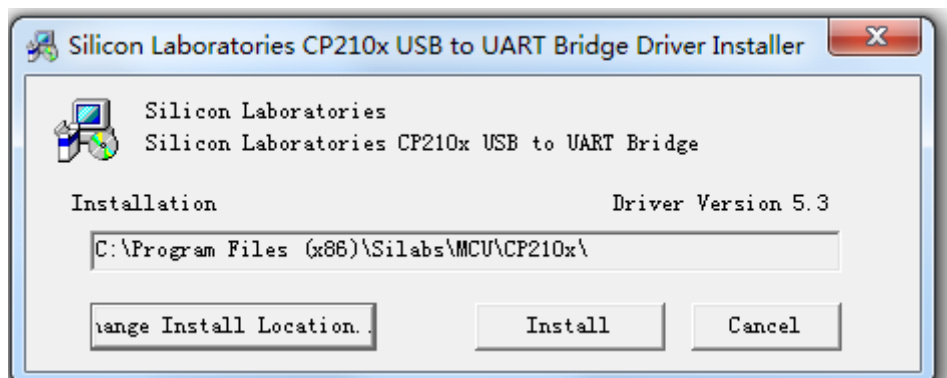 Silicon Laboratories CP210x USB to UART Bridge Driver Installer
Silicon Laboratories
Silicon Laboratories CP210x USB to UART Bridge
Installation Driver Version 5.3
C:\Program Files (x86)\Silabs\MCU\CP210x\
hange Install Location.. Install Cancel